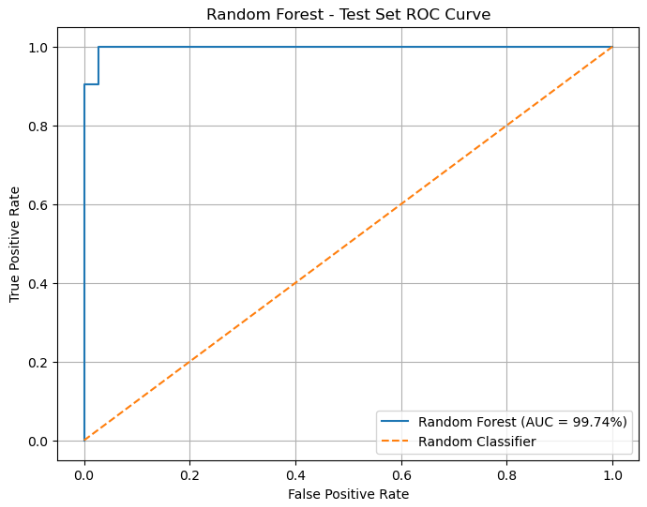 Random Forest - Test Set ROC Curve
True Positive Rate
1.0
0.8
0.6
0.4
0.2
0.0
Random Forest (AUC = 99.74%)
Random Classifier
0.0 0.2 0.4 0.6 0.8 1.0
False Positive Rate